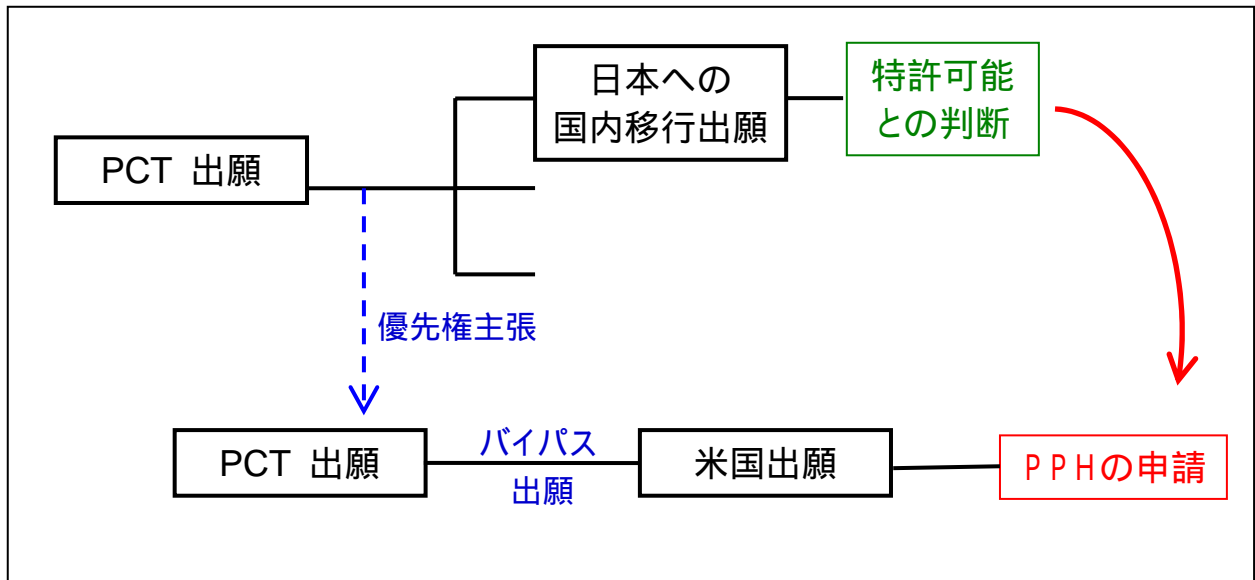 日本への
国内移行出願
特許可能
との判断
PCT 出願
優先権主張
PCT 出願
バイパス
出願
米国出願
PPHの申請